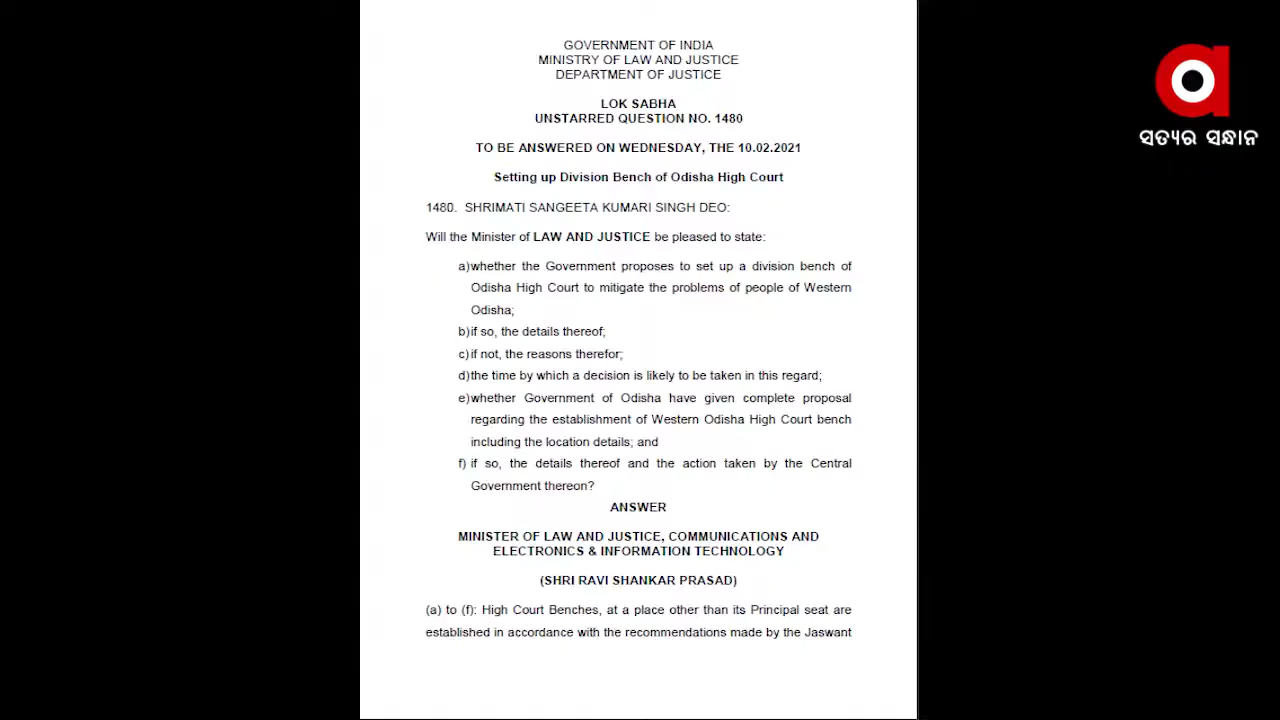 GOVERNMENT OF INDIA
MINISTRY OF LAW AND JUSTICE
DEPARTMENT OF JUSTICE
LOK SABHA
UNSTARRED QUESTION NO. 1480
TO BE ANSWERED ON WEDNESDAY, THE 10.02.2021
Setting up Division Bench of Odisha High Court
1480. SHRIMATI SANGEETA KUMARI SINGH DEO:
Will the Minister of LAW AND JUSTICE be pleased to state:
a)whether the Government proposes to set up a division bench of
Odisha High Court to mitigate the problems of people of Western
Odisha;
b)if so, the details thereof;
c)if not, the reasons therefor;
d)the time by which a decision is likely to be taken in this regard;
e)whether Government of Odisha have given complete proposal
regarding the establishment of Western Odisha High Court bench
including the location details; and
f) if so, the details thereof and the action taken by the Central
Government thereon?
ANSWER
MINISTER OF LAW AND JUSTICE, COMMUNICATIONS AND
ELECTRONICS & INFORMATION TECHNOLOGY
(SHRI RAVI SHANKAR PRASAD)
(a) to (f): High Court Benches, at a place other than its Principal seat are
established in accordance with the recommendations made by the Jaswant
ସତ୍ୟର ସନ୍ଧାନ